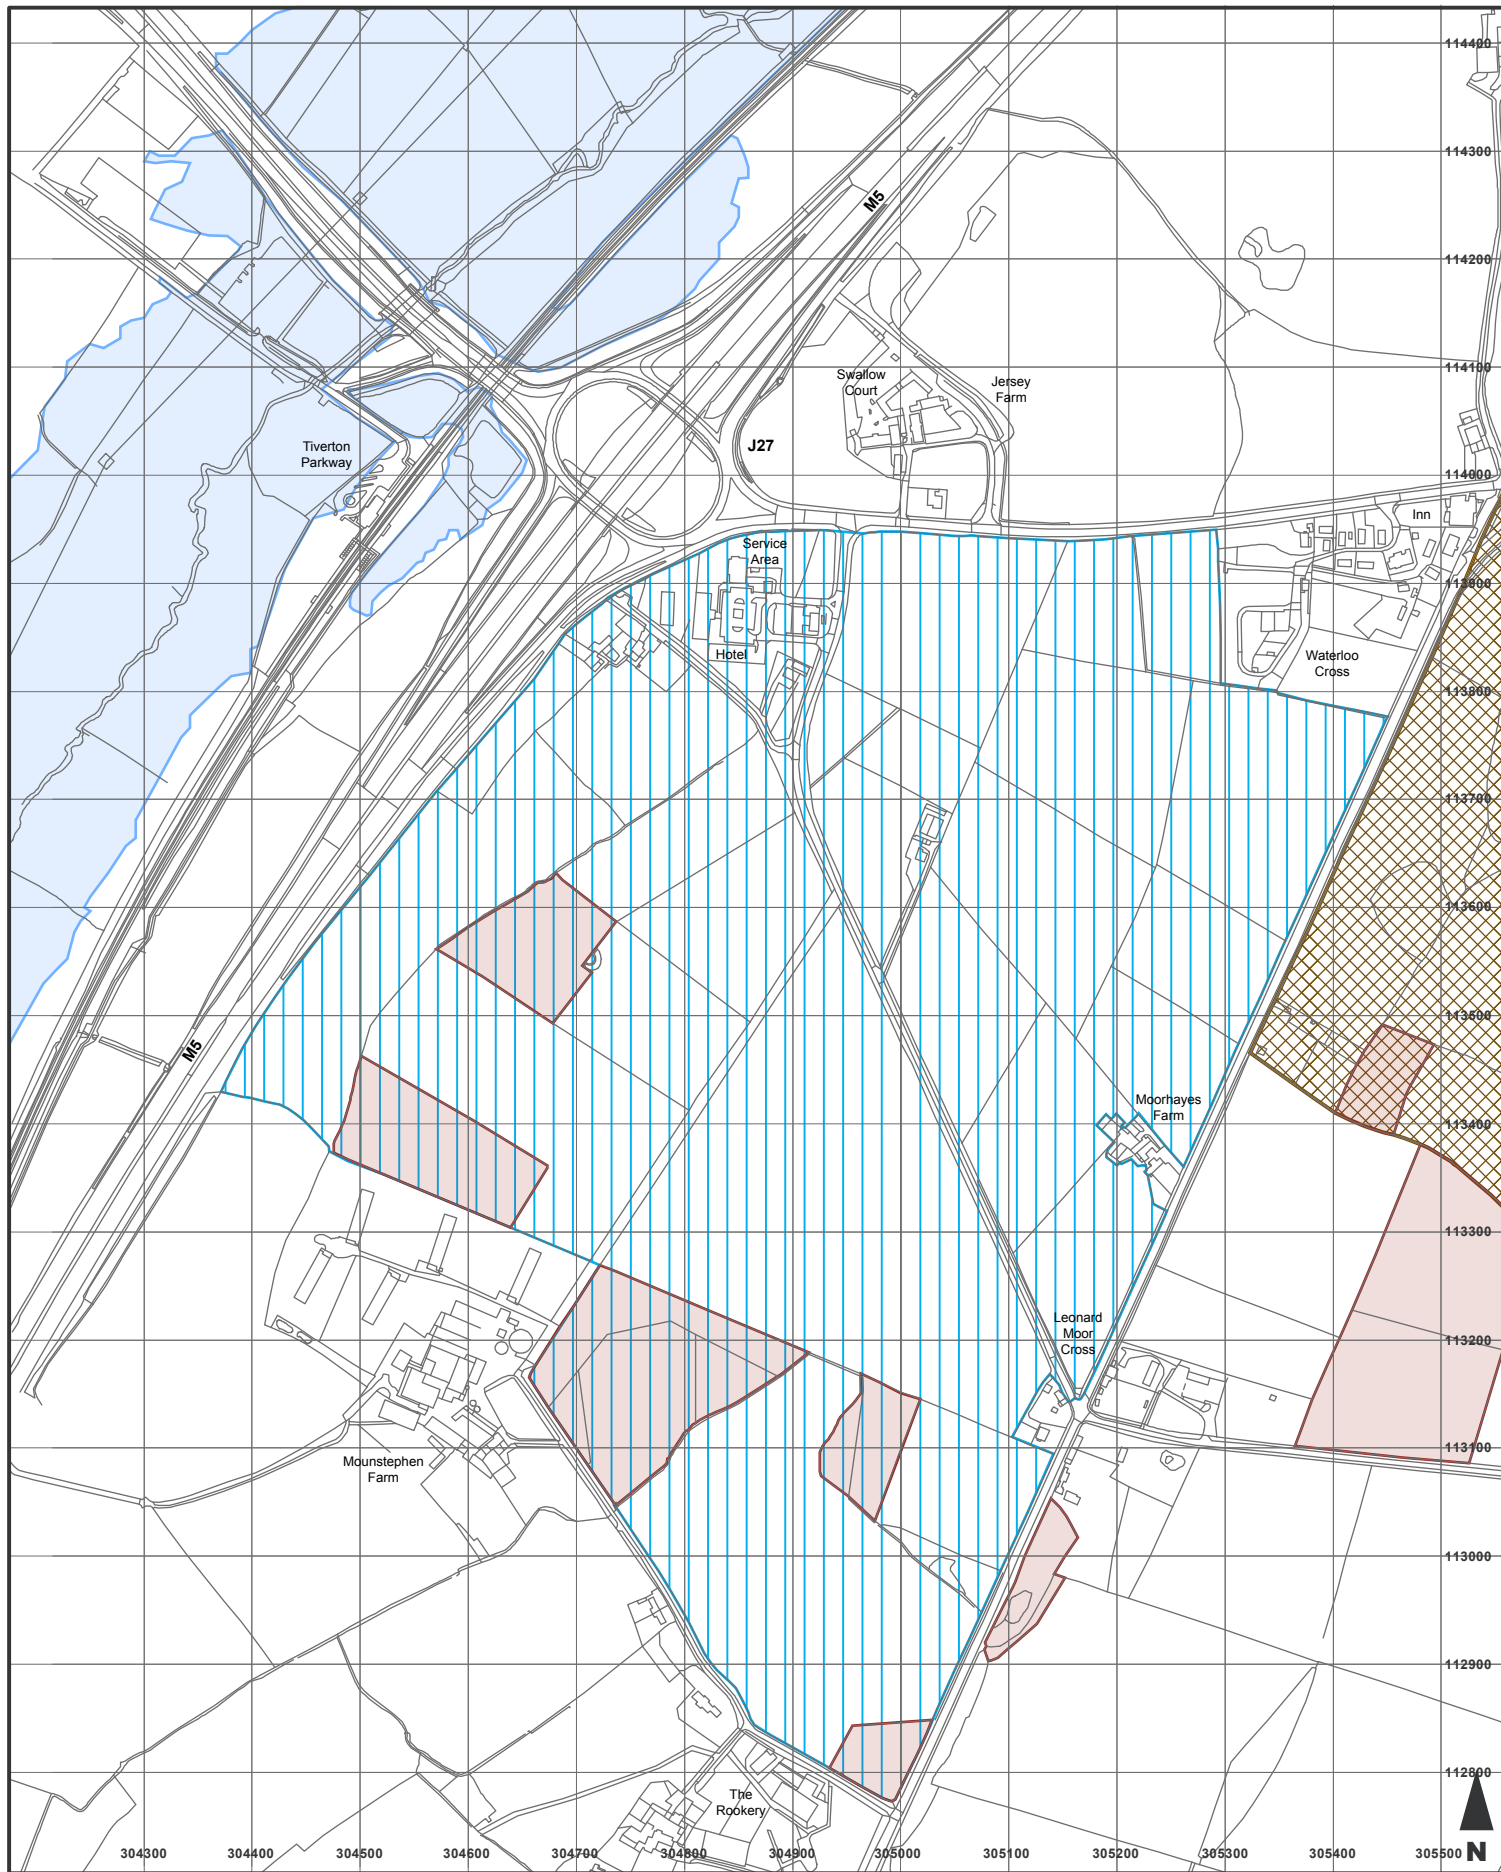 114400
114300
M5
114200
114100
Swallow
Court
Jersey
Farm
Tiverton
Parkway
J27
114000
Inn
Service
Area
113900
Hotel
Waterloo
Cross
113800
113700
113600
113500
M5
Moorhayes
Farm
113400
113300
Leonard
Moor
Cross
113200
113100
Mounstephen
Farm
113000
112900
112800
The
Rookery
304300
304400
304500
304600
304700
304800
304900
305000
305100
305200
305300
305400
305500
N